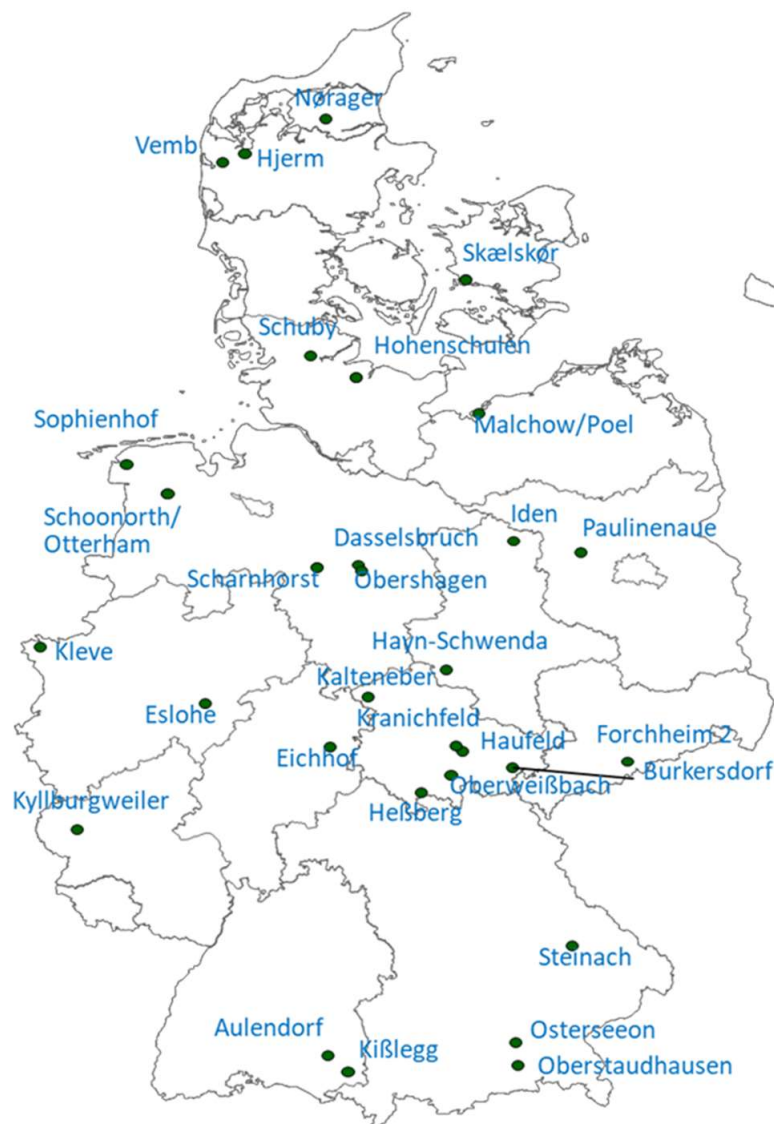 Nørager
Vemb
Hjerm
Skælskør
Schuby
Hohenschulen
Sophienhof
Malchow/Poel
Schoonorth/
Otterham
Iden
Dasselsbruch
Paulinenaue
Scharnhorst
Obershagen
Hayn-Schwenda
Kleve
Kalteneber
Eslohe
Kranichfeld
Haufeld
Forchheim 2
Eichhof
Burkersdorf
Oberweißbach
Kyllburgweiler
Heßberg
Steinach
Aulendorf
Osterseeon
Kißlegg
Oberstaudhausen